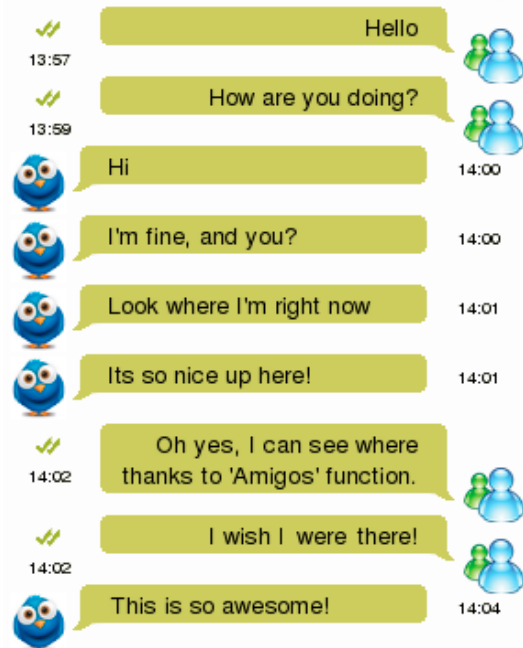 Hello
13:57
How are you doing?
13:59
Hi
14:00
I'm fine, and you?
14:00
Look where I'm right now
14:01
Its so nice up here!
14:01
Oh yes, I can see where
thanks to 'Amigos' function.
14:02
I wish I were there!
14:02
This is so awesome!
14:04